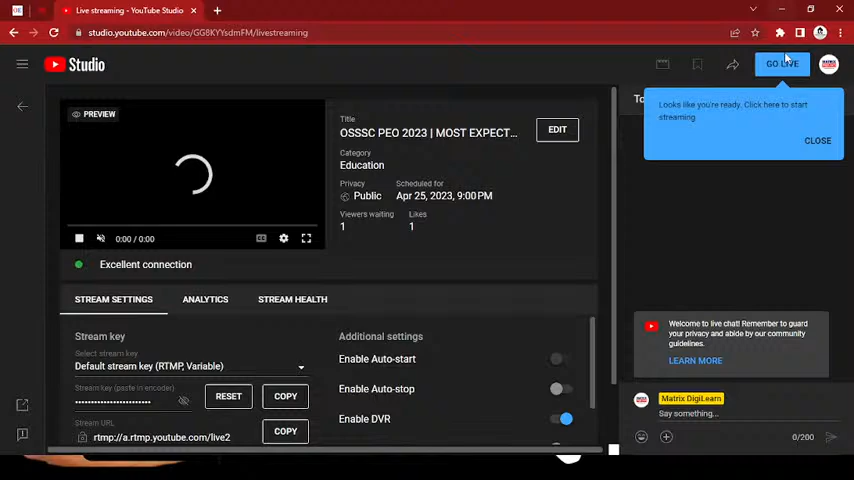 Live streaming - YouTube Studio
studio.youtube.com/video/GG8KYYsdmFM/livestreaming
Studio
GO LIVE
Looks like you're ready. Click here to start
streaming
CLOSE
PREVIEW
0:00 / 0:00
Excellent connection
Title
OSSSC PEO 2023 | MOST EXPECT...
EDIT
Category
Education
Privacy
Scheduled for
Public
Apr 25, 2023, 9:00 PM
Viewers waiting
Likes
1
1
STREAM SETTINGS
ANALYTICS
STREAM HEALTH
Stream key
Select stream key
Default stream key (RTMP, Variable)
Stream key (paste in encoder)
RESET
COPY
Stream URL
rtmp://a.rtmp.youtube.com/live2
COPY
Additional settings
Enable Auto-start
Enable Auto-stop
Enable DVR
Welcome to live chat! Remember to guard
your privacy and abide by our community
guidelines.
LEARN MORE
Matrix DigiLearn
Say something...
0/200